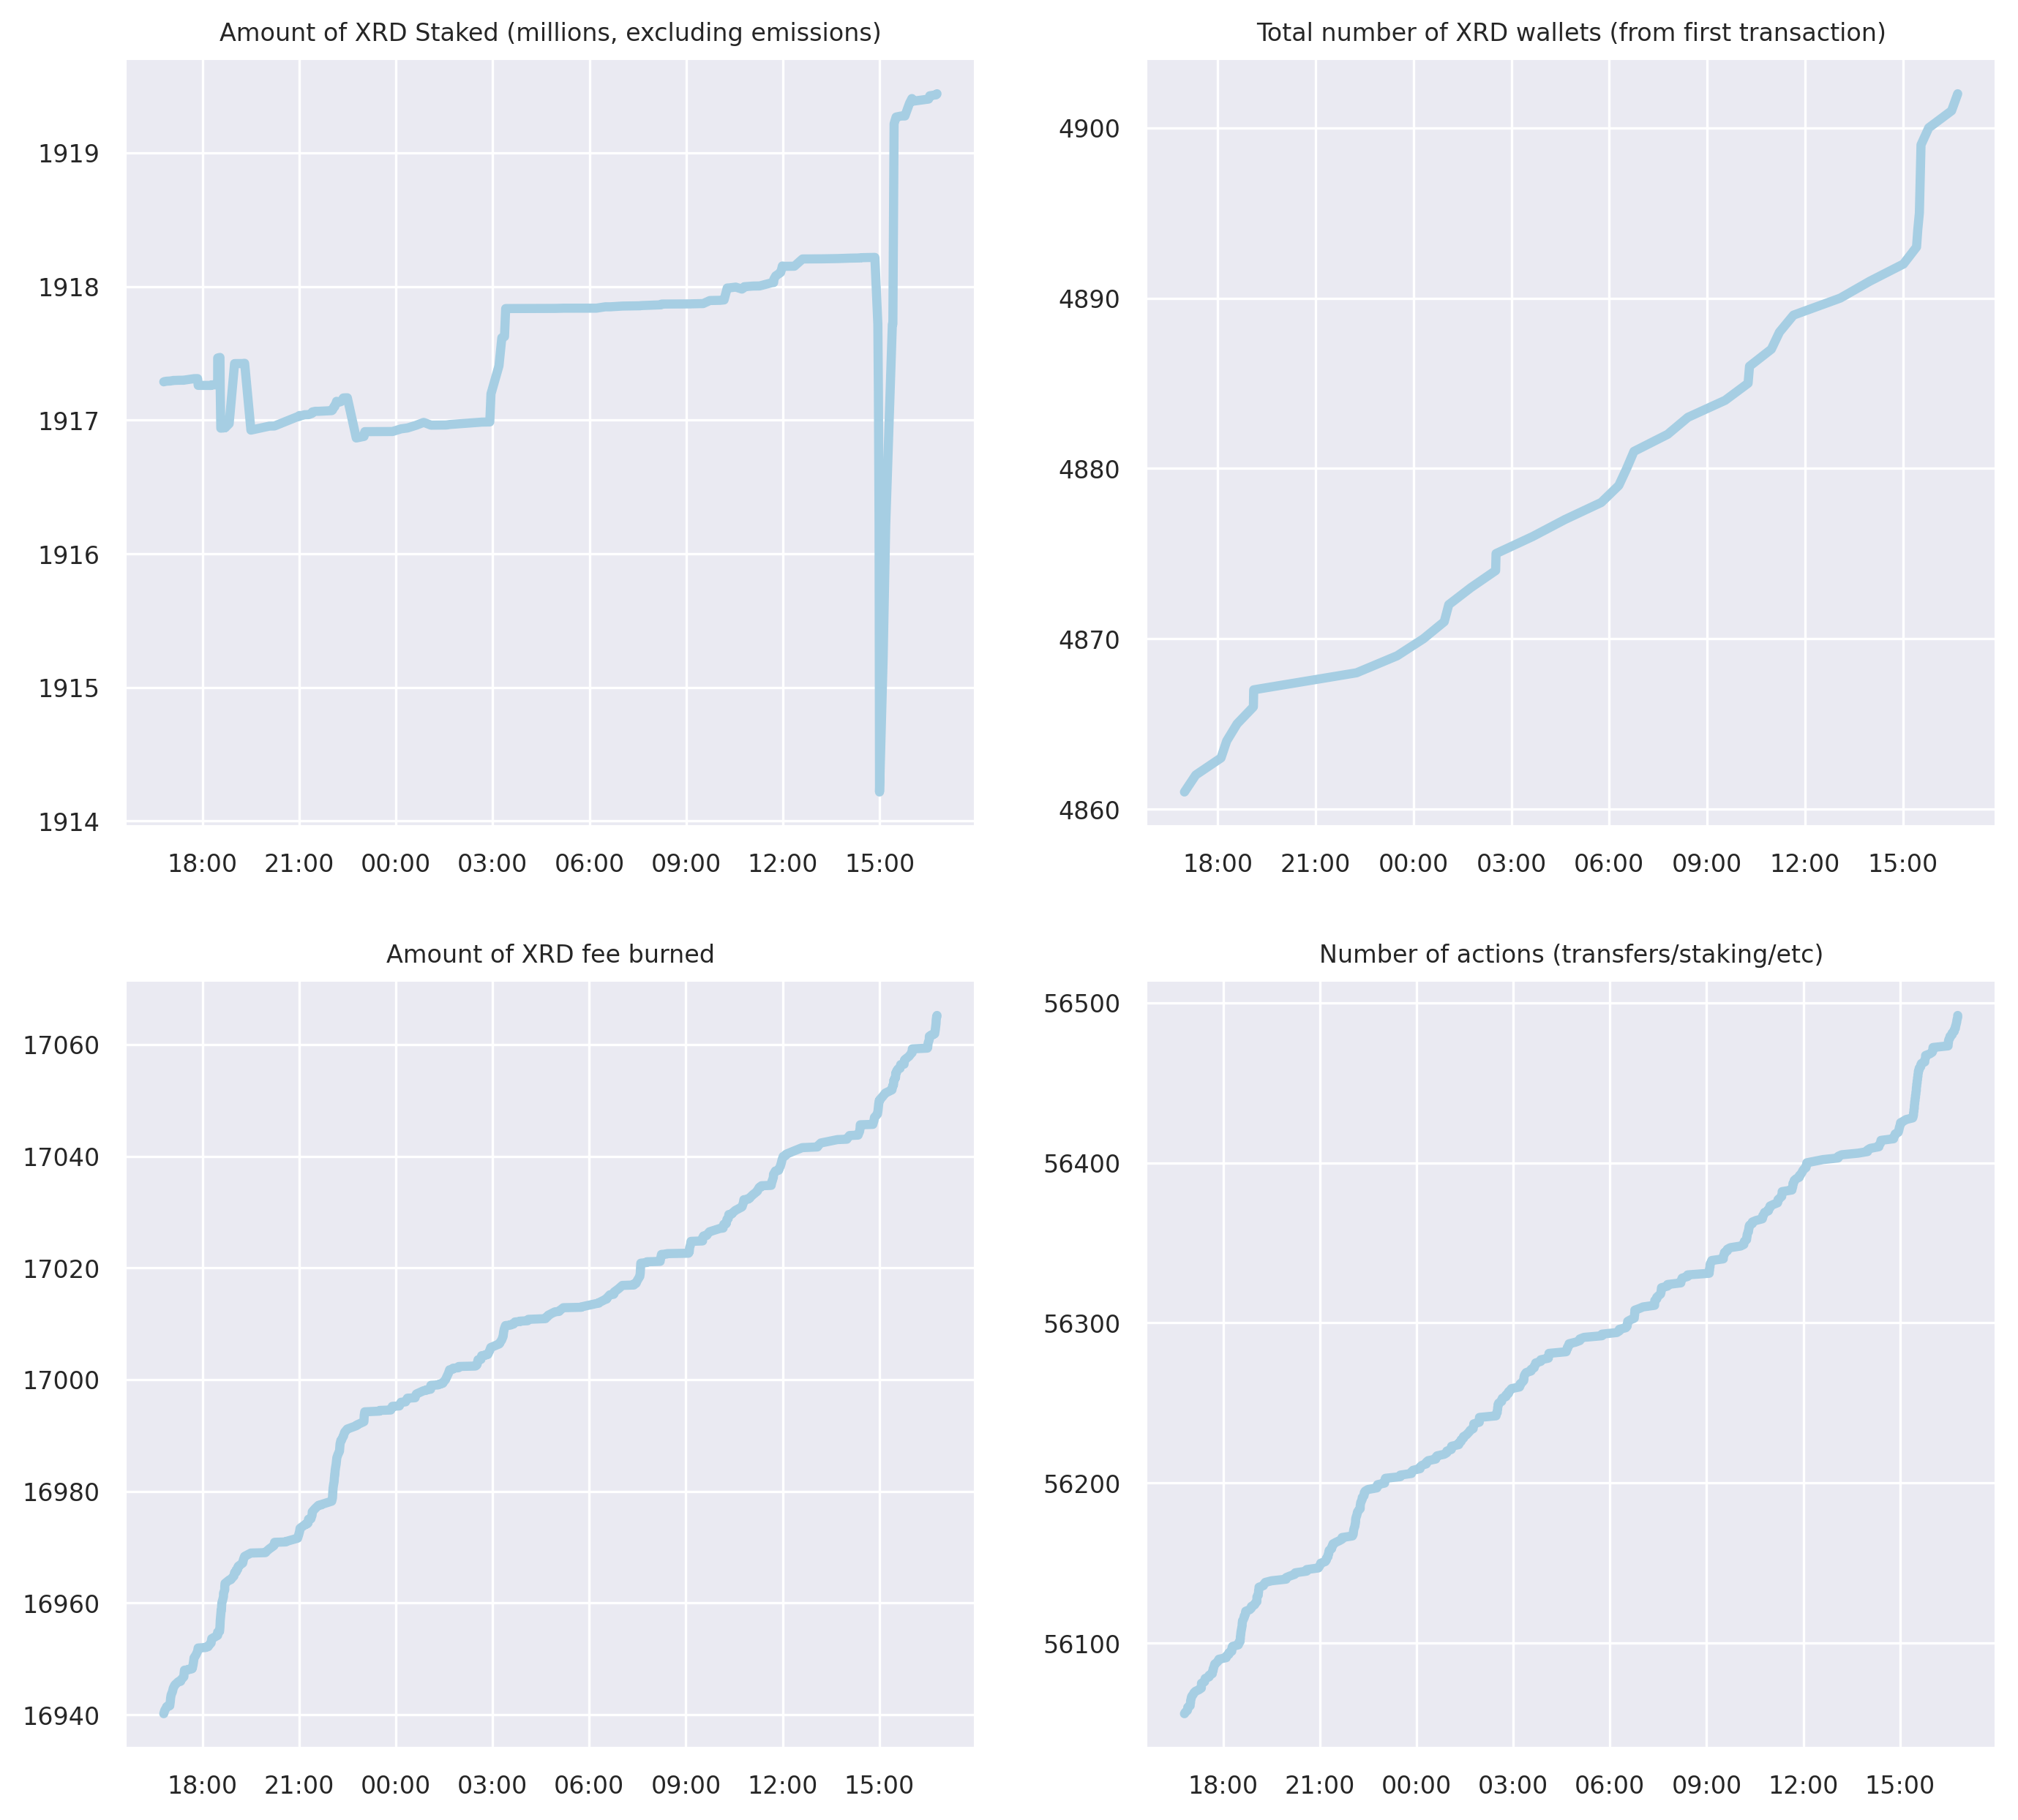 Amount of XRD Staked (millions, excluding emissions)
1919
1918
1917
1916
1915
1914
18:00 21:00 00:00 03:00 06:00 09:00 12:00 15:00
Total number of XRD wallets (from first transaction)
4900
4890
4880
4870
4860
18:00 21:00 00:00 03:00 06:00 09:00 12:00 15:00
Amount of XRD fee burned
17060
17040
17020
17000
16980
16960
16940
18:00 21:00 00:00 03:00 06:00 09:00 12:00 15:00
Number of actions (transfers/staking/etc)
56500
56400
56300
56200
56100
18:00 21:00 00:00 03:00 06:00 09:00 12:00 15:00